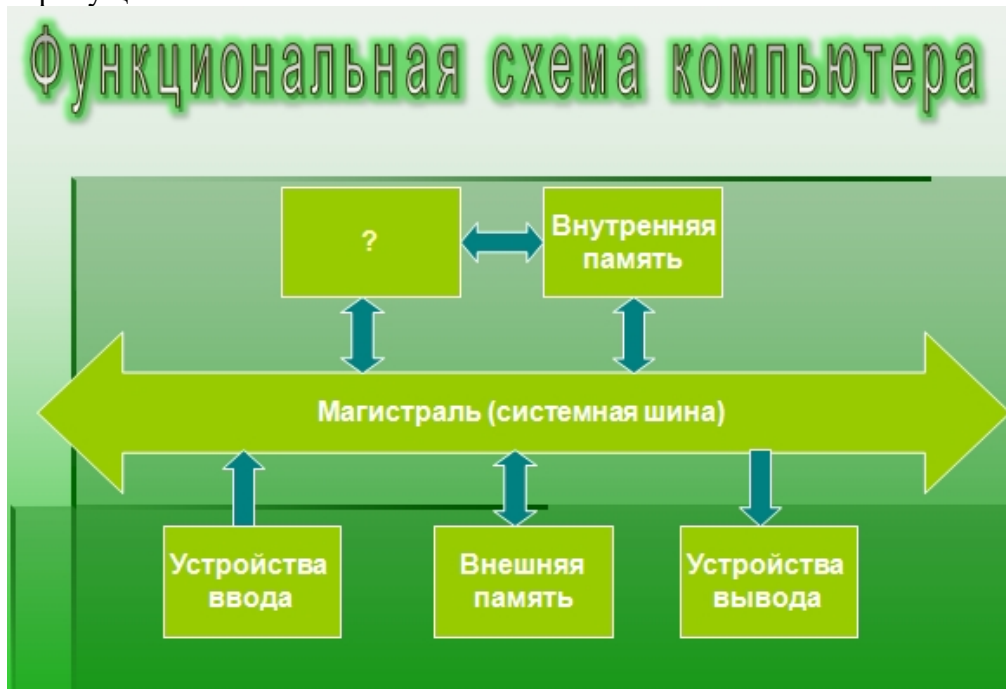 Функциональная схема компьютера
?
Внутренняя
память
Магистраль (системная шина)
Устройства
ввода
Внешняя
память
Устройства
вывода